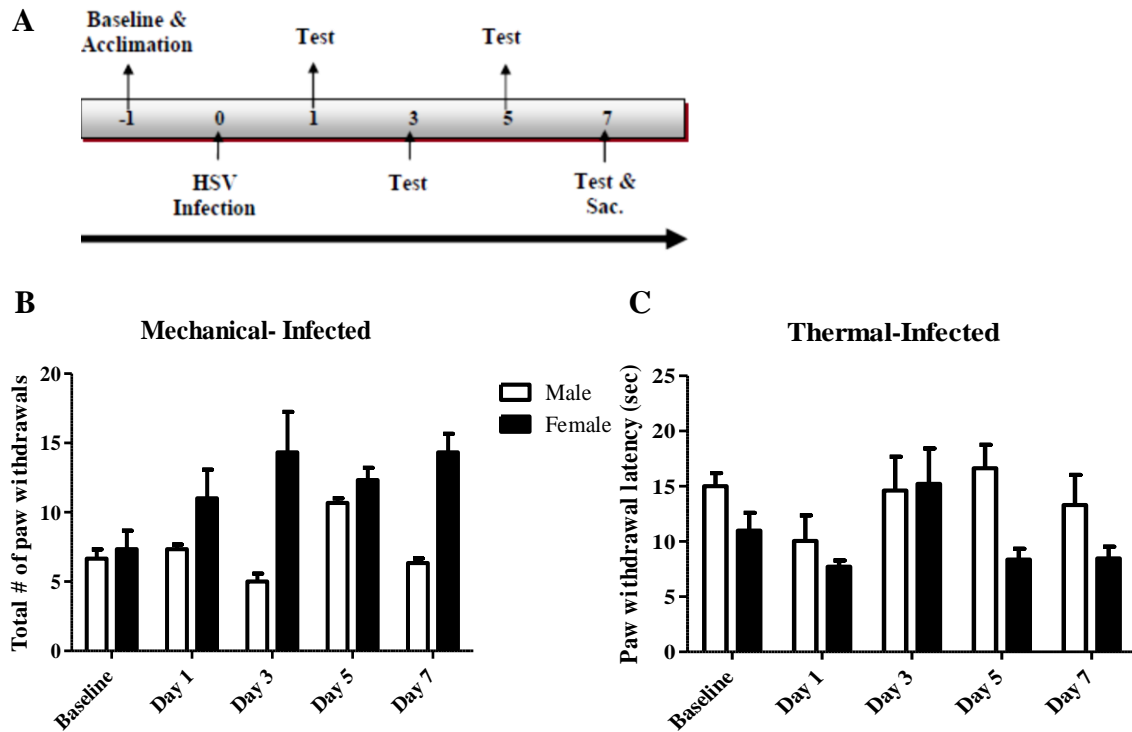 A
Baseline &
Acclimation
Test
Test
-1 0 1 3 5 7
HSV
Infection
Test
Test &
Sac.
B
Mechanical- Infected
Total # of paw withdrawals
20
15
10
5
0
Baseline
Day 1
Day 3
Day 5
Day 7
Male
Female
C
Thermal-Infected
Paw withdrawal latency (sec)
25
20
15
10
5
0
Baseline
Day 1
Day 3
Day 5
Day 7